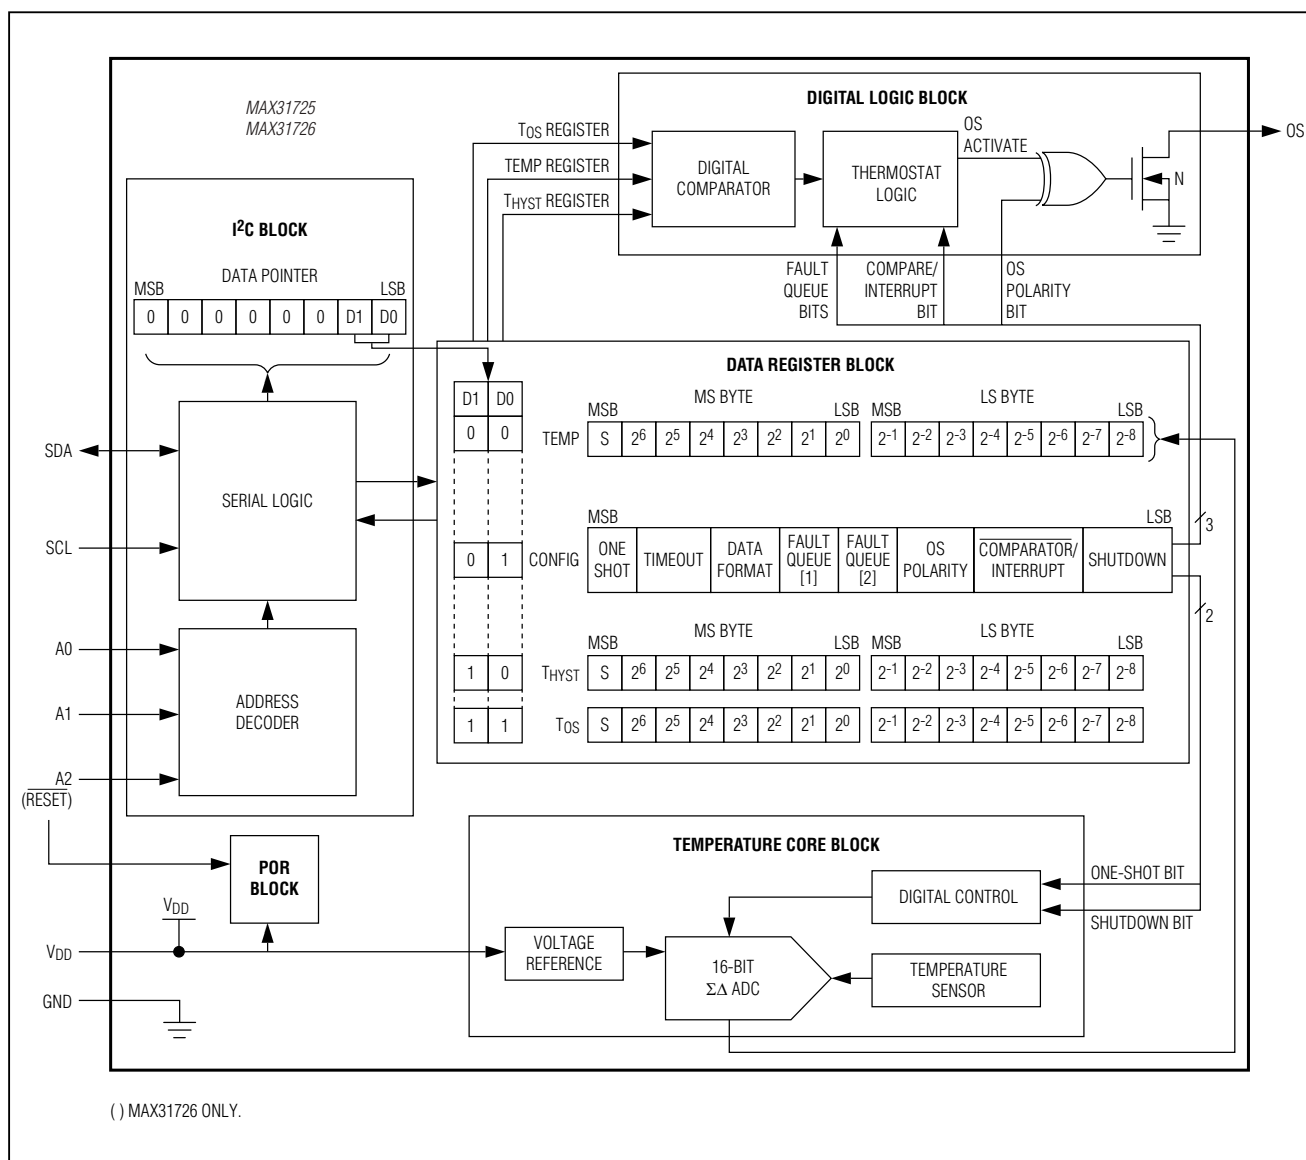 MAX31725
MAX31726
DIGITAL LOGIC BLOCK
TOS REGISTER
TEMP REGISTER
THYST REGISTER
DIGITAL
COMPARATOR
THERMOSTAT
LOGIC
OS
ACTIVATE
N
OS
FAULT
QUEUE
BITS
COMPARE/
INTERRUPT
BIT
OS
POLARITY
BIT
I2C BLOCK
DATA POINTER
MSB LSB
0 0 0 0 0 0 D1 D0
SERIAL LOGIC
ADDRESS
DECODER
SDA
SCL
A0
A1
A2
(RESET)
DATA REGISTER BLOCK
D1 D0
MS BYTE LS BYTE
MSB LSB MSB LSB
0 0 TEMP S 2^6 2^5 2^4 2^3 2^2 2^1 2^0 2^-1 2^-2 2^-3 2^-4 2^-5 2^-6 2^-7 2^-8
MSB LSB
3
0 1 CONFIG
ONE
SHOT
TIMEOUT
DATA
FORMAT
FAULT
QUEUE
[1]
FAULT
QUEUE
[2]
OS
POLARITY
COMPARATOR/
INTERRUPT
SHUTDOWN
2
MS BYTE LS BYTE
MSB LSB MSB LSB
1 0 THYST S 2^6 2^5 2^4 2^3 2^2 2^1 2^0 2^-1 2^-2 2^-3 2^-4 2^-5 2^-6 2^-7 2^-8
1 1 TOS S 2^6 2^5 2^4 2^3 2^2 2^1 2^0 2^-1 2^-2 2^-3 2^-4 2^-5 2^-6 2^-7 2^-8
POR
BLOCK
VDD
VDD
GND
TEMPERATURE CORE BLOCK
DIGITAL CONTROL
ONE-SHOT BIT
SHUTDOWN BIT
VOLTAGE
REFERENCE
16-BIT
ΣΔ ADC
TEMPERATURE
SENSOR
( ) MAX31726 ONLY.